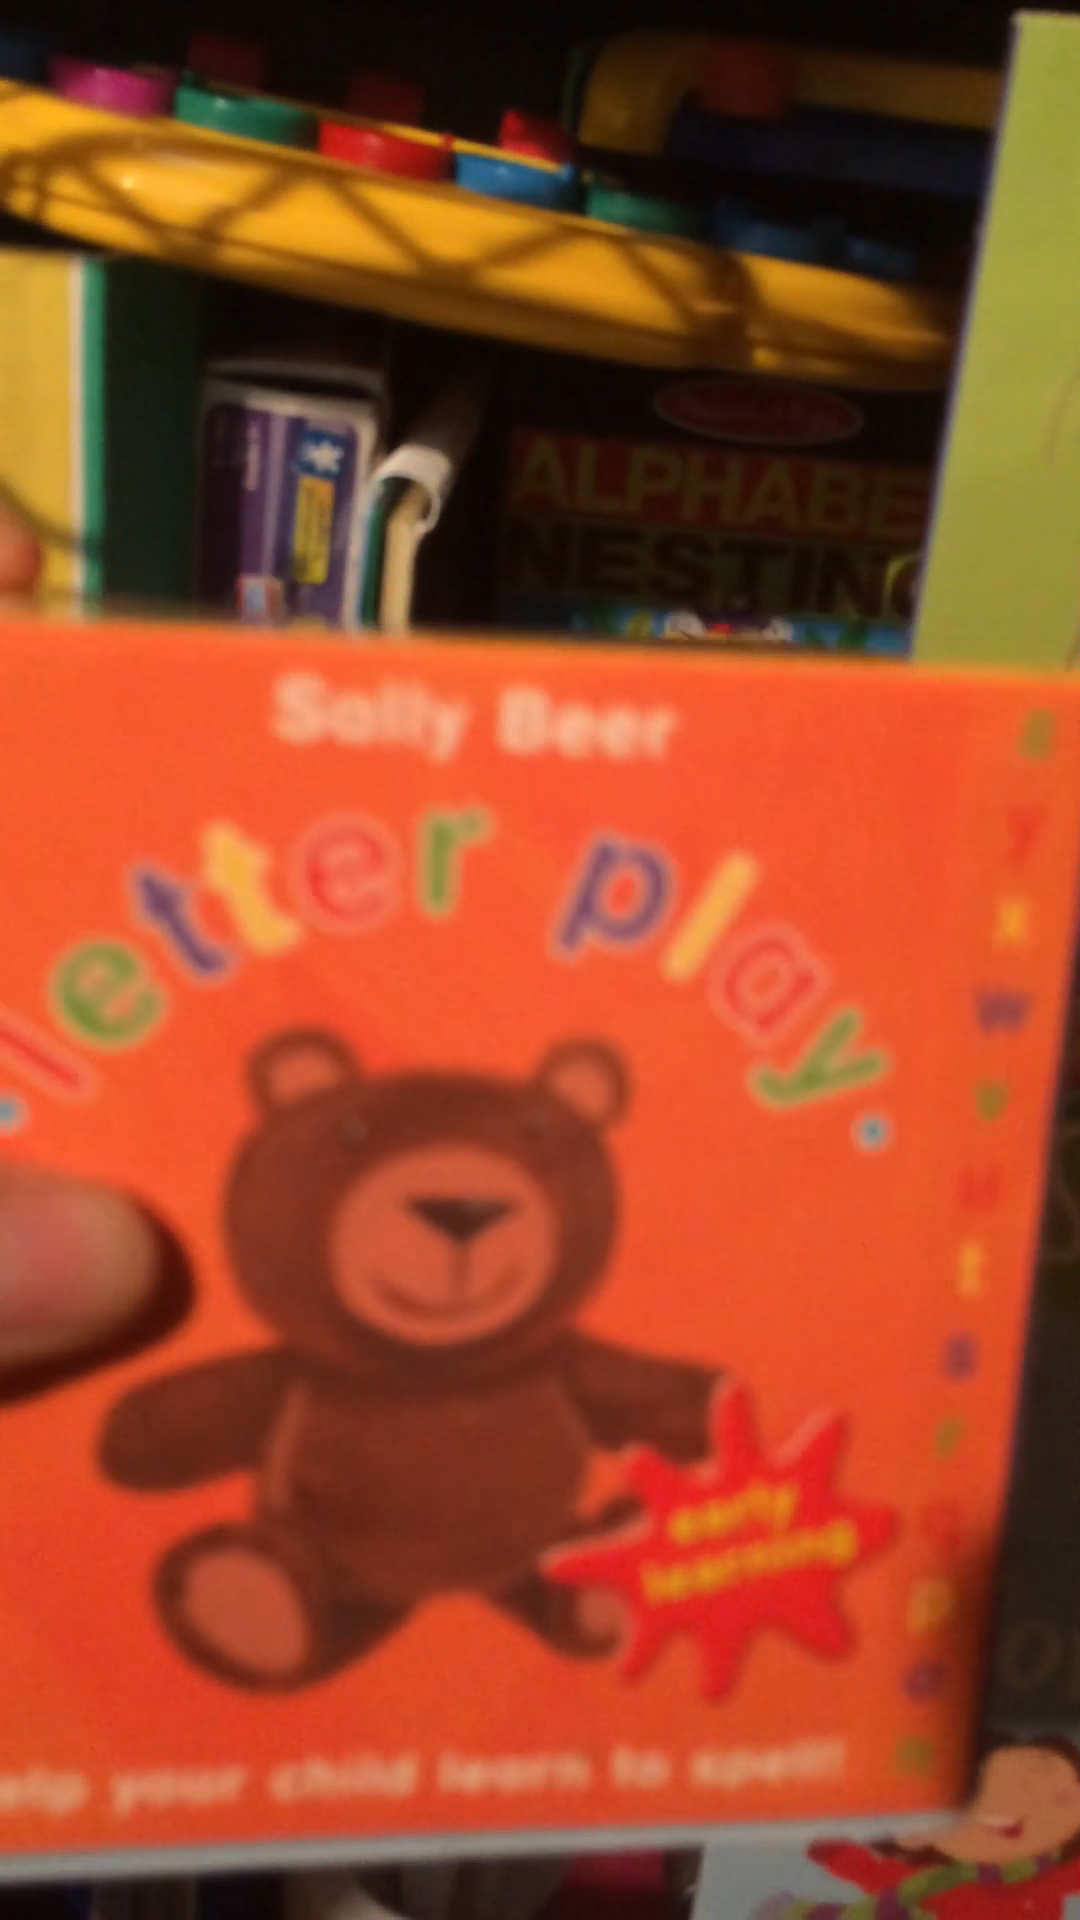 ALPHABE
NESTING
Sally Beer
letter play.
early
learning
elp your child learn to spell!
z
y
x
w
v
u
t
s
r
q
p
o
n